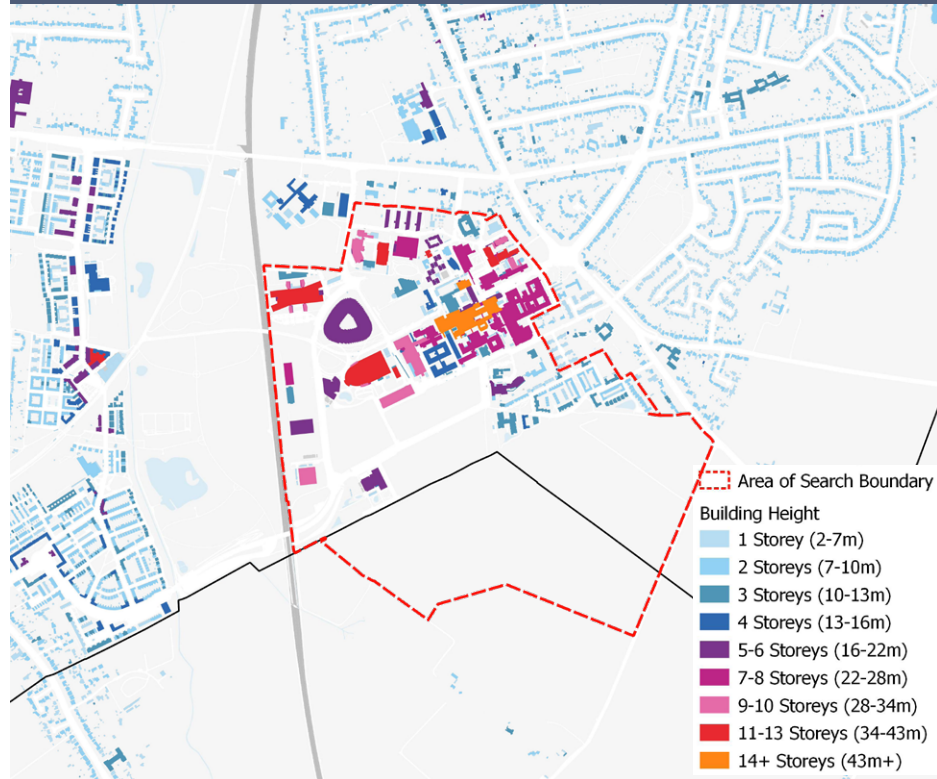 Area of Search Boundary
Building Height
1 Storey (2-7m)
2 Storeys (7-10m)
3 Storeys (10-13m)
4 Storeys (13-16m)
5-6 Storeys (16-22m)
7-8 Storeys (22-28m)
9-10 Storeys (28-34m)
11-13 Storeys (34-43m)
14+ Storeys (43m+)